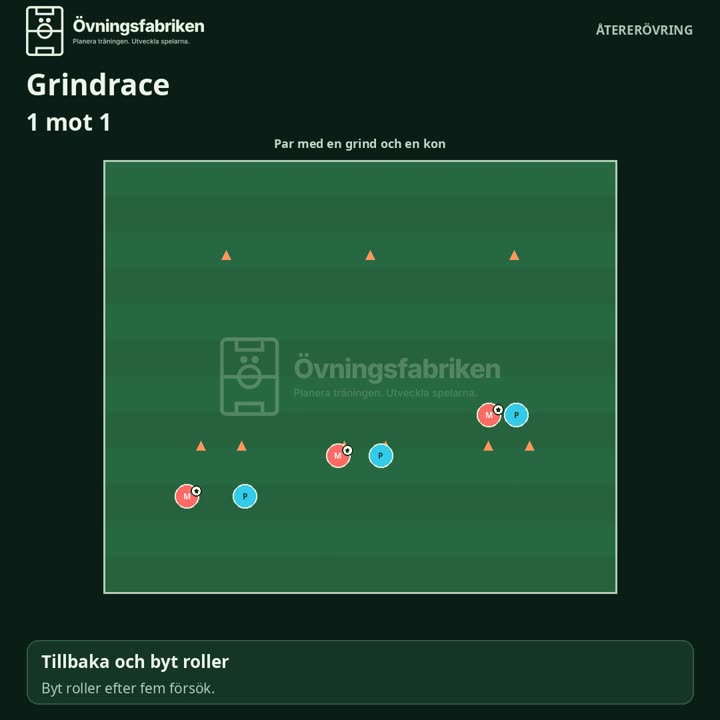 Övningsfabriken
Planera träningen. Utveckla spelarna.
ÅTERERÖVRING
Grindrace
1 mot 1
Par med en grind och en kon
Övningsfabriken
Planera träningen. Utveckla spelarna.
M P
M P
M P
Tillbaka och byt roller
Byt roller efter fem försök.